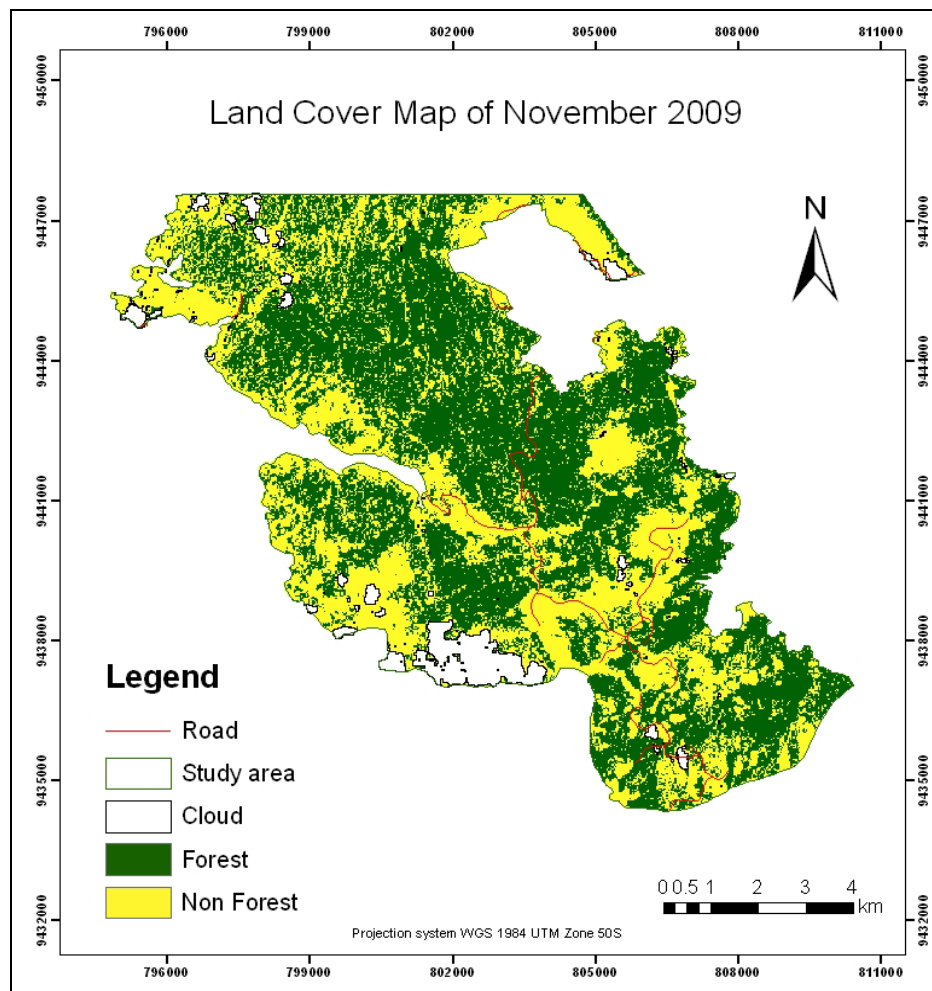 796000 799000 802000 805000 808000 811000
9450000 9450000
Land Cover Map of November 2009
9447000 9447000
N
9444000 9444000
9441000 9441000
9438000 9438000
Legend
Road
Study area
9435000 9435000
Cloud
Forest
0 0.5 1 2 3 4
km
Non Forest
9432000 9432000
Projection system WGS 1984 UTM Zone 50S
796000 799000 802000 805000 808000 811000